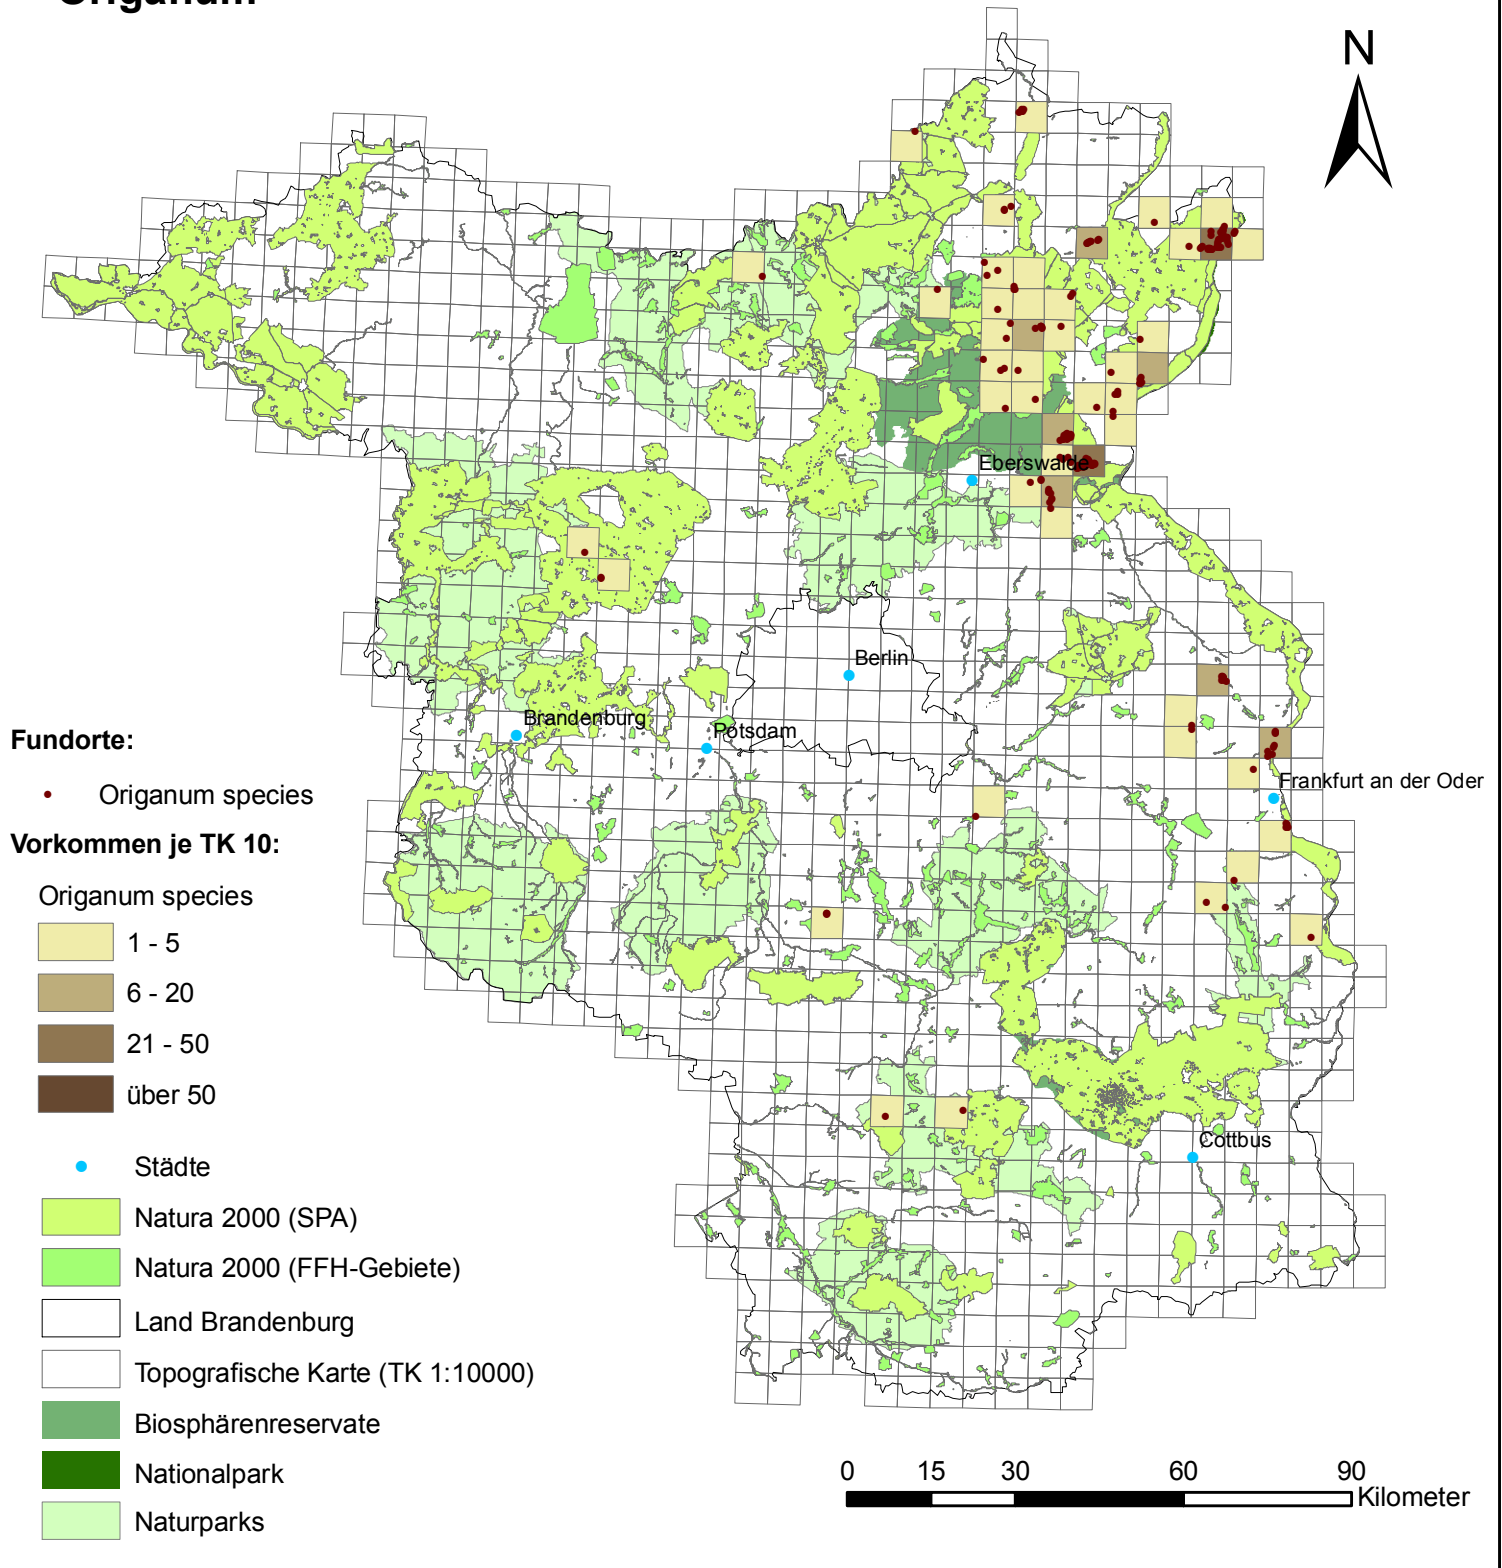 Origanum
N
Eberswalde
Berlin
Brandenburg
Potsdam
Frankfurt an der Oder
Cottbus
Fundorte:
Origanum species
Vorkommen je TK 10:
Origanum species
1 - 5
6 - 20
21 - 50
über 50
Städte
Natura 2000 (SPA)
Natura 2000 (FFH-Gebiete)
Land Brandenburg
Topografische Karte (TK 1:10000)
Biosphärenreservate
Nationalpark
Naturparks
0 15 30 60 90
Kilometer